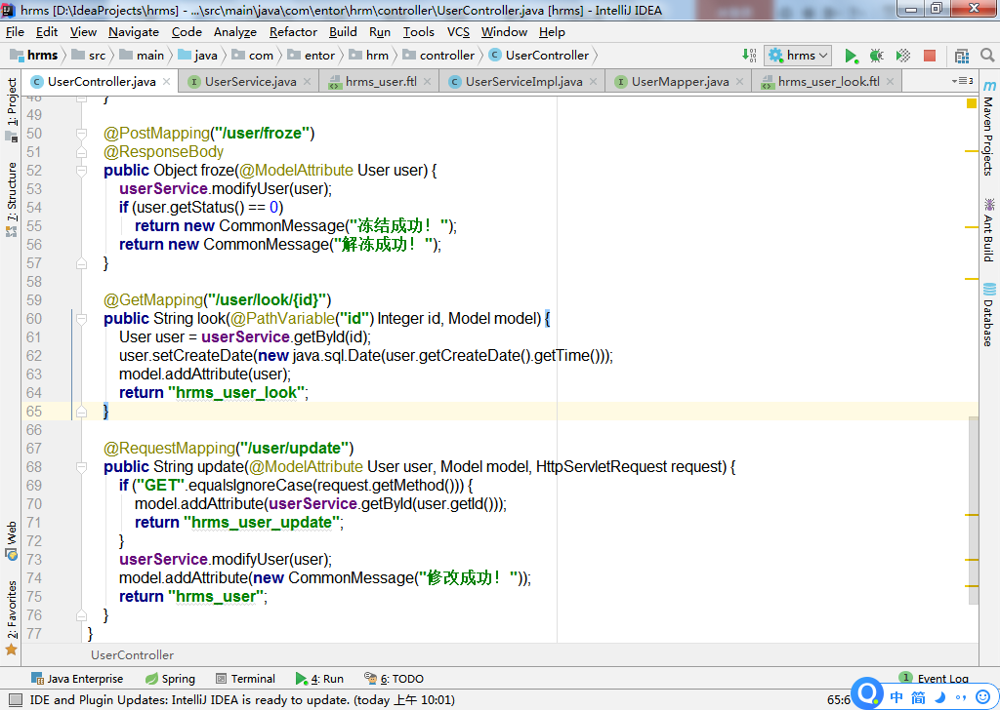 hrms [D:\IdeaProjects\hrms] - ...\src\main\java\com\entor\hrm\controller\UserController.java [hrms] - IntelliJ IDEA
File Edit View Navigate Code Analyze Refactor Build Run Tools VCS Window Help
hrms src main java com entor hrm controller UserController hrms
UserController.java UserService.java hrms_user.ftl UserServiceImpl.java UserMapper.java hrms_user_look.ftl 3
1: Project
7: Structure
Web
2: Favorites
48 }
49
50 @PostMapping("/user/froze")
51 @ResponseBody
52 public Object froze(@ModelAttribute User user) {
53 userService.modifyUser(user);
54 if (user.getStatus() == 0)
55 return new CommonMessage("冻结成功！");
56 return new CommonMessage("解冻成功！");
57 }
58
59 @GetMapping("/user/look/{id}")
60 public String look(@PathVariable("id") Integer id, Model model) {
61 User user = userService.getById(id);
62 user.setCreateDate(new java.sql.Date(user.getCreateDate().getTime()));
63 model.addAttribute(user);
64 return "hrms_user_look";
65 }
66
67 @RequestMapping("/user/update")
68 public String update(@ModelAttribute User user, Model model, HttpServletRequest request) {
69 if ("GET".equalsIgnoreCase(request.getMethod())) {
70 model.addAttribute(userService.getById(user.getId()));
71 return "hrms_user_update";
72 }
73 userService.modifyUser(user);
74 model.addAttribute(new CommonMessage("修改成功！"));
75 return "hrms_user";
76 }
77 }
Maven Projects
Ant Build
Database
UserController
Java Enterprise Spring Terminal 4: Run 6: TODO 1 Event Log
IDE and Plugin Updates: IntelliJ IDEA is ready to update. (today 上午 10:01) 65:6
中 简